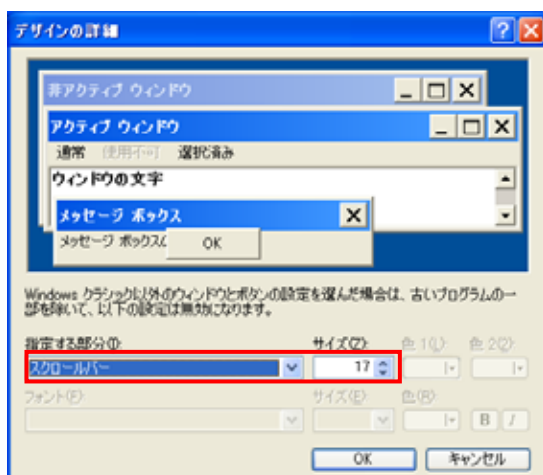 デザインの詳細
非アクティブ ウィンドウ
アクティブ ウィンドウ
通常 使用不可 選択済み
ウィンドウの文字
メッセージ ボックス
メッセージ ボックスの
OK
Windows クラシック以外のウィンドウとボタンの設定を選んだ場合は、古いプログラムの一
部を除いて、以下の設定は無効になります。
指定する部分(I): サイズ(Z): 色 1(L): 色 2(2):
スクロールバー 17
フォント(F): サイズ(E): 色(R):
B I
OK キャンセル